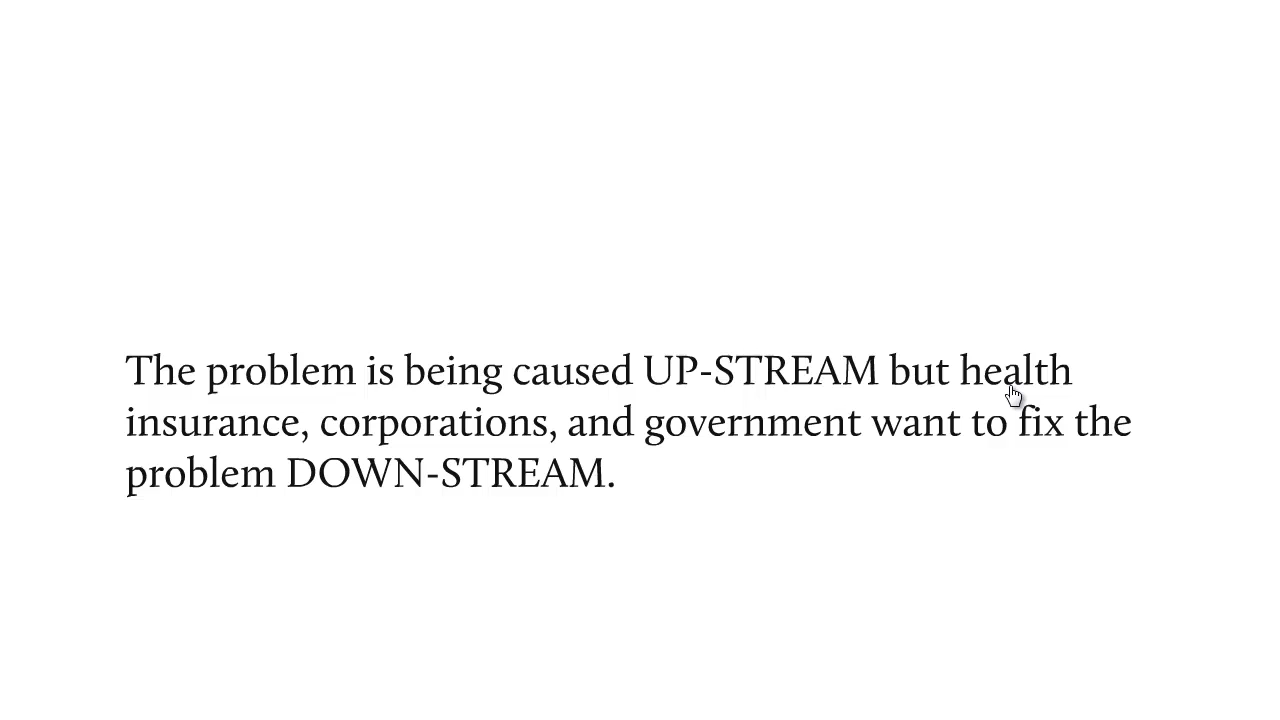 The problem is being caused UP-STREAM but health
insurance, corporations, and government want to fix the
problem DOWN-STREAM.